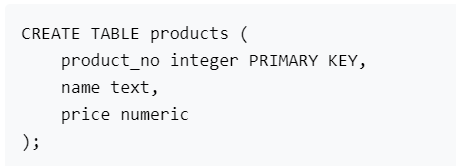 CREATE TABLE products (
    product_no integer PRIMARY KEY,
    name text,
    price numeric
);